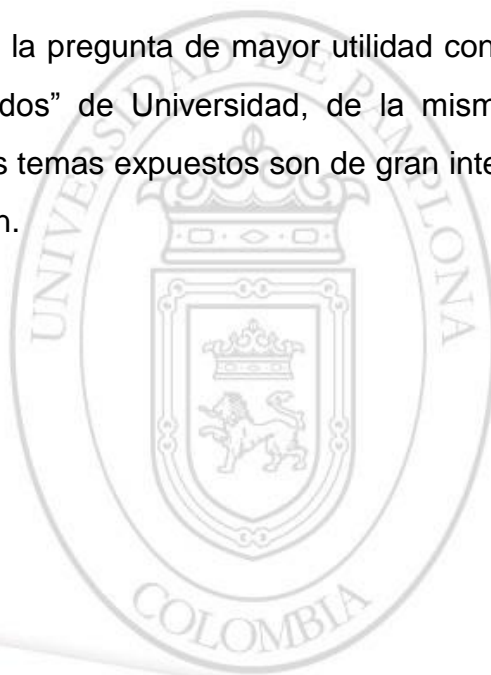 la pregunta de mayor utilidad con
dos” de Universidad, de la mism
s temas expuestos son de gran inte
n.
UNIVERSIDAD DE PAMPLONA
COLOMBIA